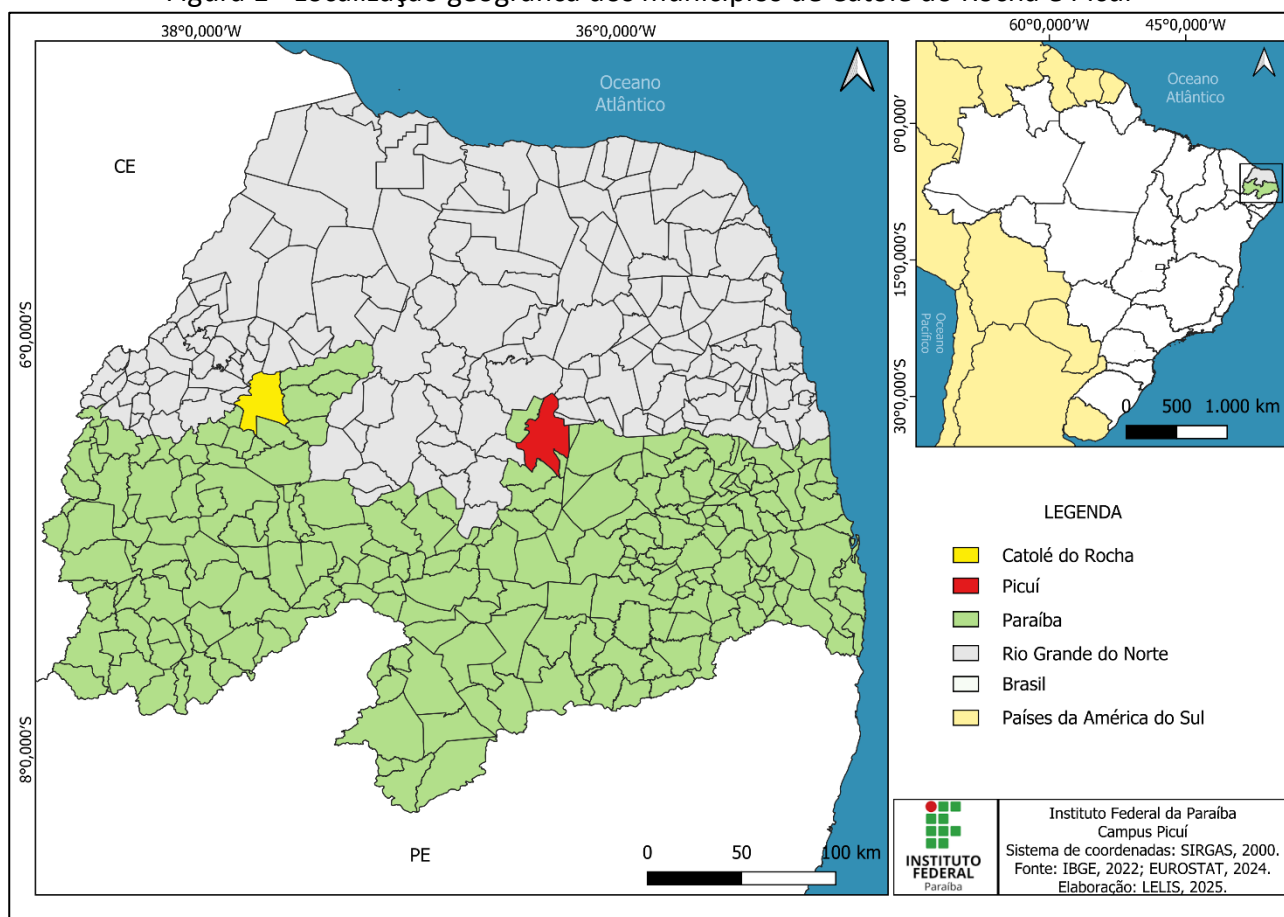 38°0,000'W
36°0,000'W
60°0,000'W
45°0,000'W
Oceano
Atlântico
Oceano
Atlântico
CE
0°0,000'
15°0,000'S
30°0,000'S
6°0,000'S
8°0,000'S
Oceano
Pacífico
0 500 1.000 km
LEGENDA
Catolé do Rocha
Picuí
Paraíba
Rio Grande do Norte
Brasil
Países da América do Sul
PE
0 50 100 km
INSTITUTO
FEDERAL
Paraíba
Instituto Federal da Paraíba
Campus Picuí
Sistema de coordenadas: SIRGAS, 2000.
Fonte: IBGE, 2022; EUROSTAT, 2024.
Elaboração: LELIS, 2025.